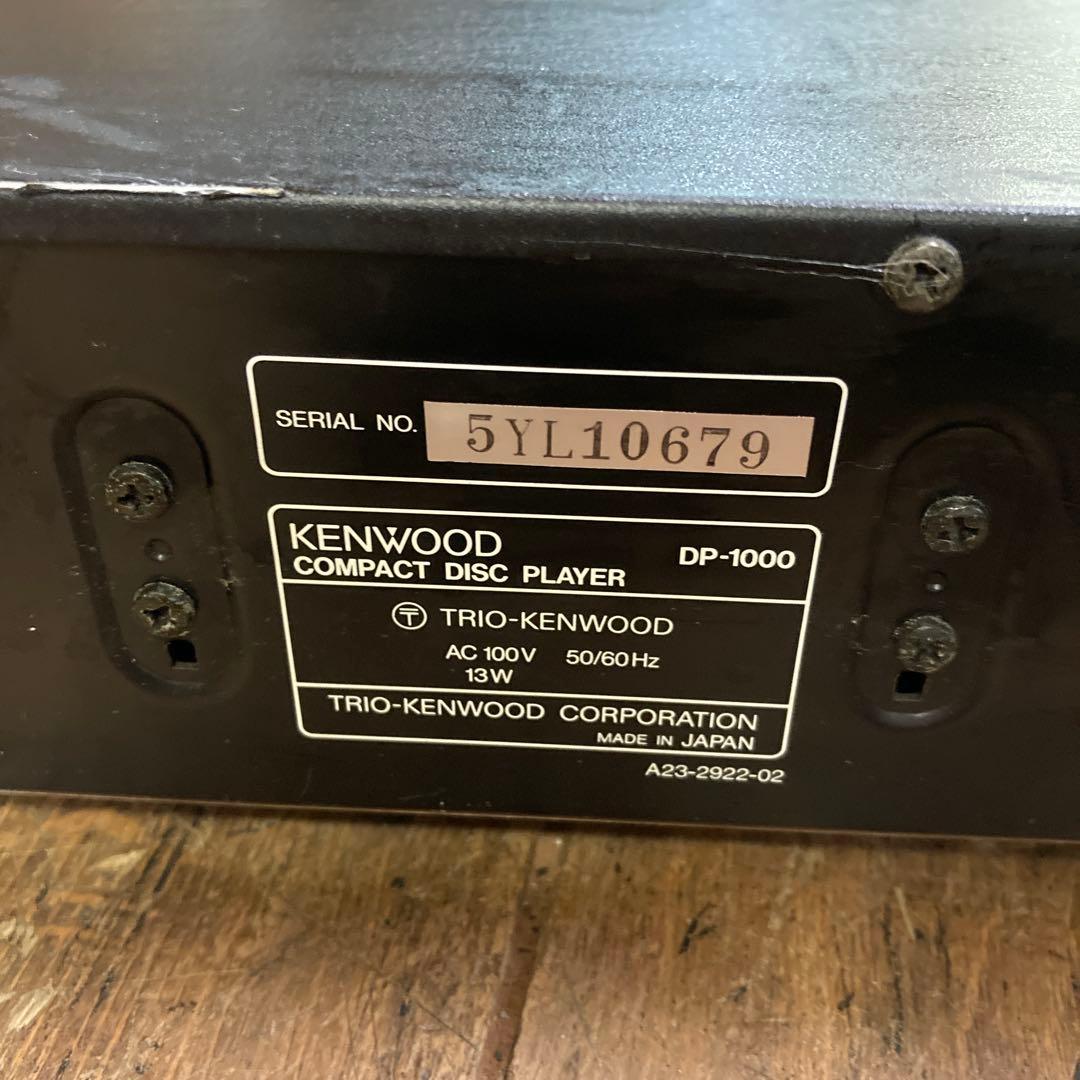 SERIAL NO. 5YL10679
KENWOOD DP-1000
COMPACT DISC PLAYER
〒 TRIO-KENWOOD
AC 100V 50/60Hz
13W
TRIO-KENWOOD CORPORATION
MADE IN JAPAN
A23-2922-02